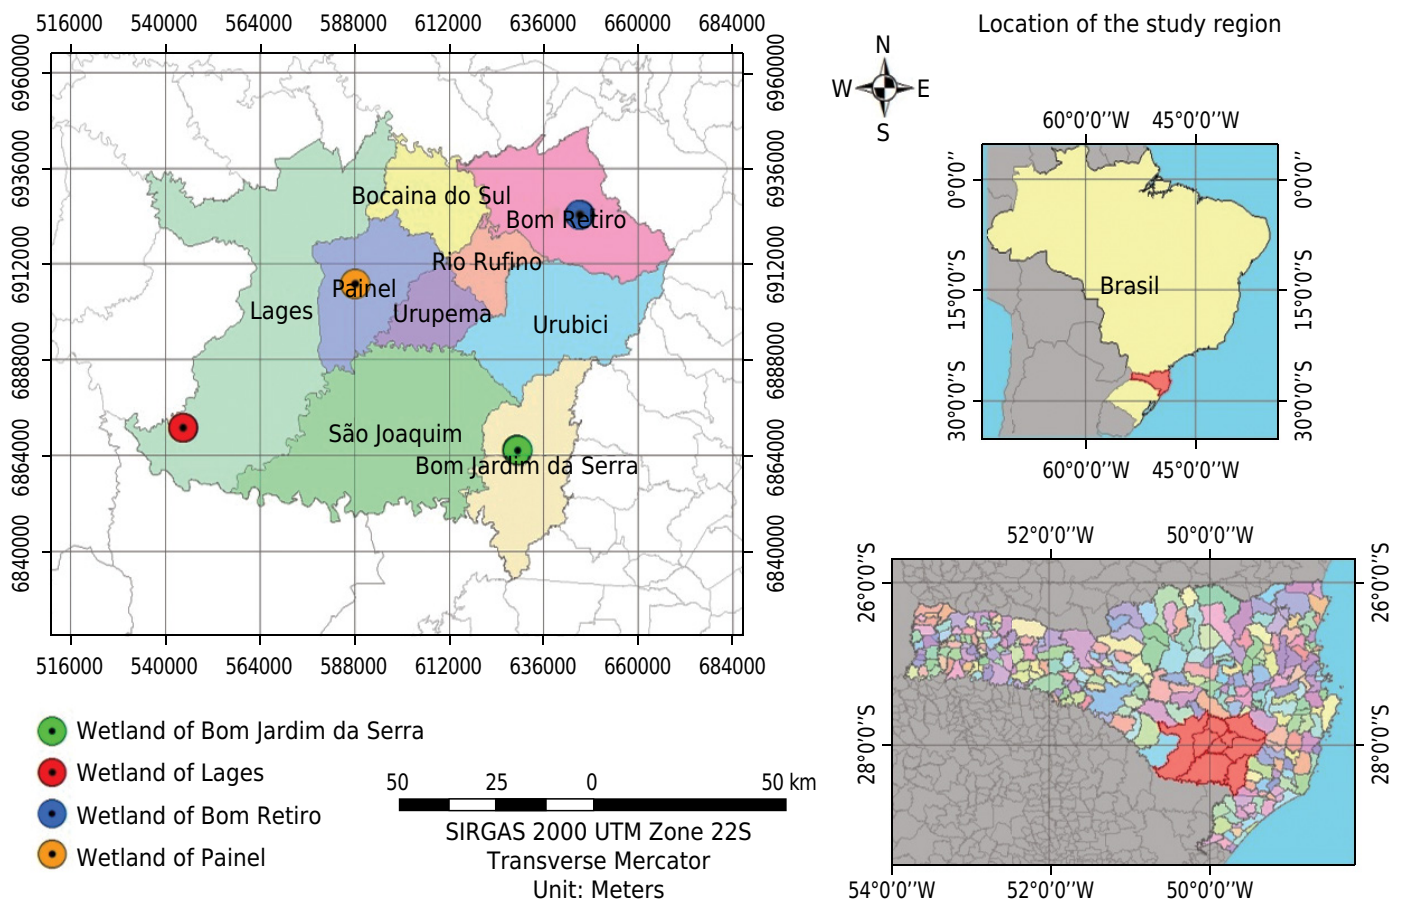 516000 540000 564000 588000 612000 636000 660000 684000
6960000 6936000 6912000 6888000 6864000 6840000
Bocaina do Sul
Bom Retiro
Rio Rufino
Painel
Lages
Urupema
Urubici
São Joaquim
Bom Jardim da Serra
6960000 6936000 6912000 6888000 6864000 6840000
516000 540000 564000 588000 612000 636000 660000 684000
Wetland of Bom Jardim da Serra
Wetland of Lages
Wetland of Bom Retiro
Wetland of Painel
50 25 0 50 km
SIRGAS 2000 UTM Zone 22S
Transverse Mercator
Unit: Meters
Location of the study region
N
W E
S
60°0'0''W 45°0'0''W
0°0'0'' 15°0'0''S 30°0'0''S
Brasil
0°0'0'' 15°0'0''S 30°0'0''S
60°0'0''W 45°0'0''W
52°0'0''W 50°0'0''W
26°0'0''S 28°0'0''S
26°0'0''S 28°0'0''S
54°0'0''W 52°0'0''W 50°0'0''W